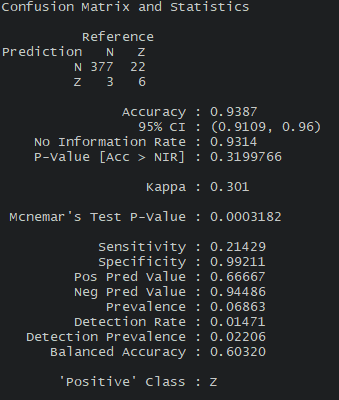 Confusion Matrix and Statistics
Reference
Prediction N Z
N 377 22
Z 3 6
Accuracy : 0.9387
95% CI : (0.9109, 0.96)
No Information Rate : 0.9314
P-Value [Acc > NIR] : 0.3199766
Kappa : 0.301
Mcnemar's Test P-Value : 0.0003182
Sensitivity : 0.21429
Specificity : 0.99211
Pos Pred Value : 0.66667
Neg Pred Value : 0.94486
Prevalence : 0.06863
Detection Rate : 0.01471
Detection Prevalence : 0.02206
Balanced Accuracy : 0.60320
'Positive' Class : Z